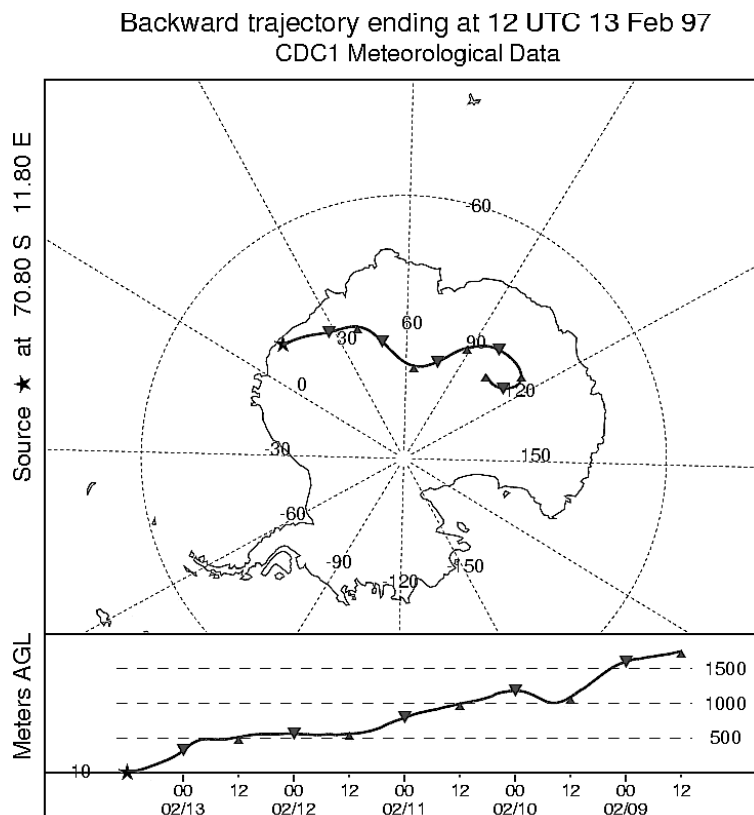 Backward trajectory ending at 12 UTC 13 Feb 97
CDC1 Meteorological Data
Source ★ at 70.80 S 11.80 E
-60
60
30
90
0
120
-30
150
-60
-90
-120
-150
Meters AGL
1500
1000
500
10
00 12 00 12 00 12 00 12 00 12
02/13 02/12 02/11 02/10 02/09